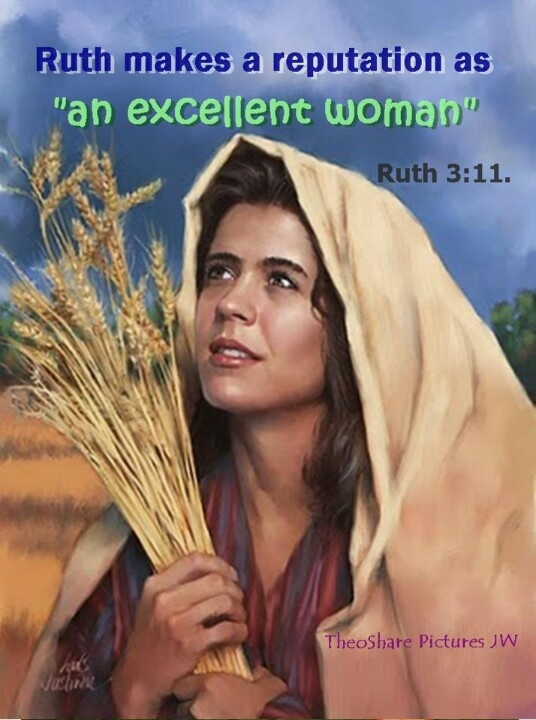 Ruth makes a reputation as
"an excellent woman"
Ruth 3:11.
TheoShare Pictures JW